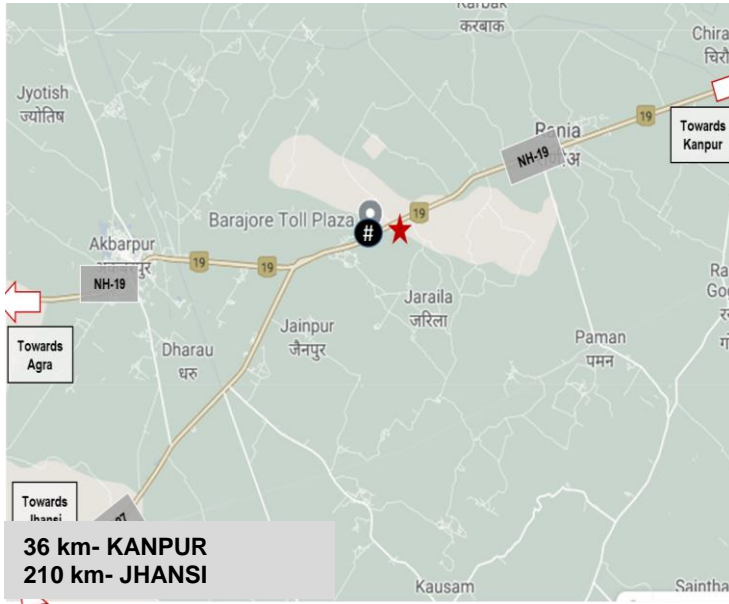 करबाक
Chira
चिरौ
Jyotish
ज्योतिष
19
Towards
Kanpur
Rania
NH-19
Barajore Toll Plaza
19
#
Akbarpur
19
19
NH-19
Jaraila
जरिला
Towards
Agra
Jainpur
जैनपुर
Dharau
धरु
Paman
पमन
Towards
36 km- KANPUR
210 km- JHANSI
Kausam
Saintha